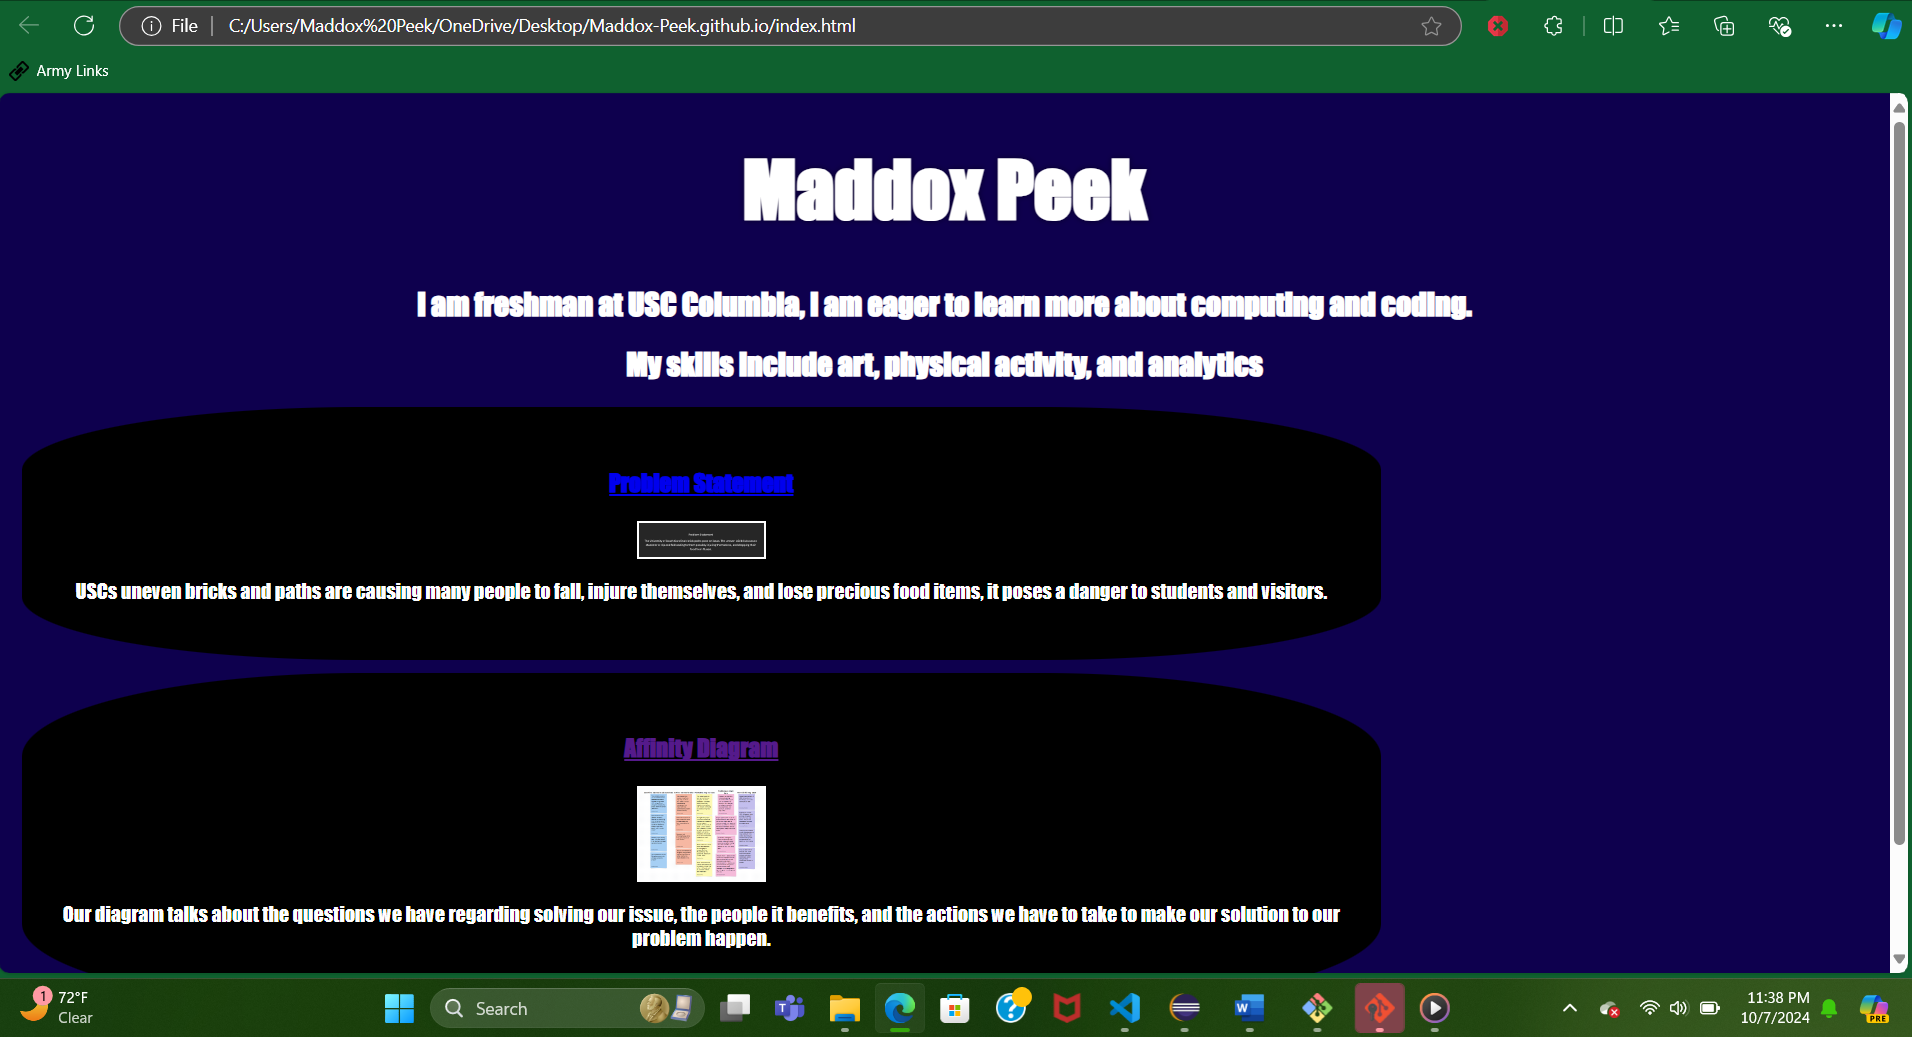 File
C:/Users/Maddox%20Peek/OneDrive/Desktop/Maddox-Peek.github.io/index.html
Army Links
Maddox Peek
I am freshman at USC Columbia, I am eager to learn more about computing and coding.
My skills include art, physical activity, and analytics
Problem Statement
USCs uneven bricks and paths are causing many people to fall, injure themselves, and lose precious food items, it poses a danger to students and visitors.
Affinity Diagram
Our diagram talks about the questions we have regarding solving our issue, the people it benefits, and the actions we have to take to make our solution to our
problem happen.
1
72°F
Clear
Search
11:38 PM
10/7/2024
PRE